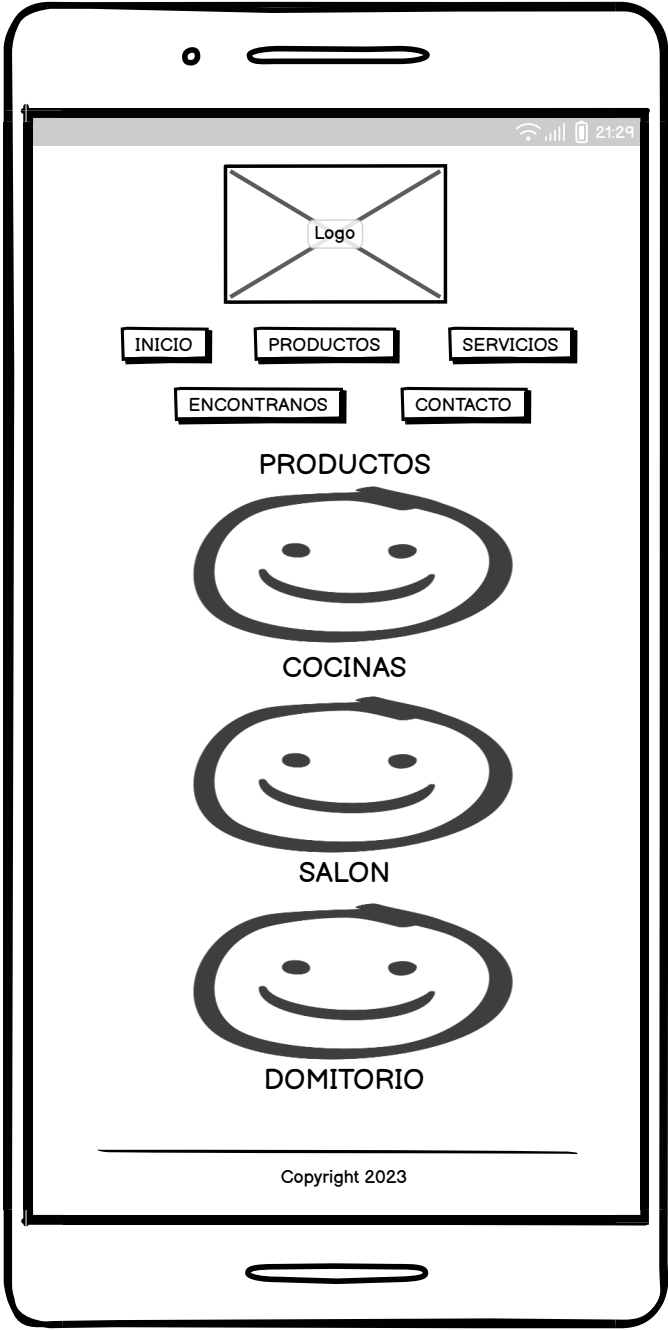 21:29
Logo
INICIO PRODUCTOS SERVICIOS
ENCONTRANOS CONTACTO
PRODUCTOS
COCINAS
SALON
DOMITORIO
Copyright 2023